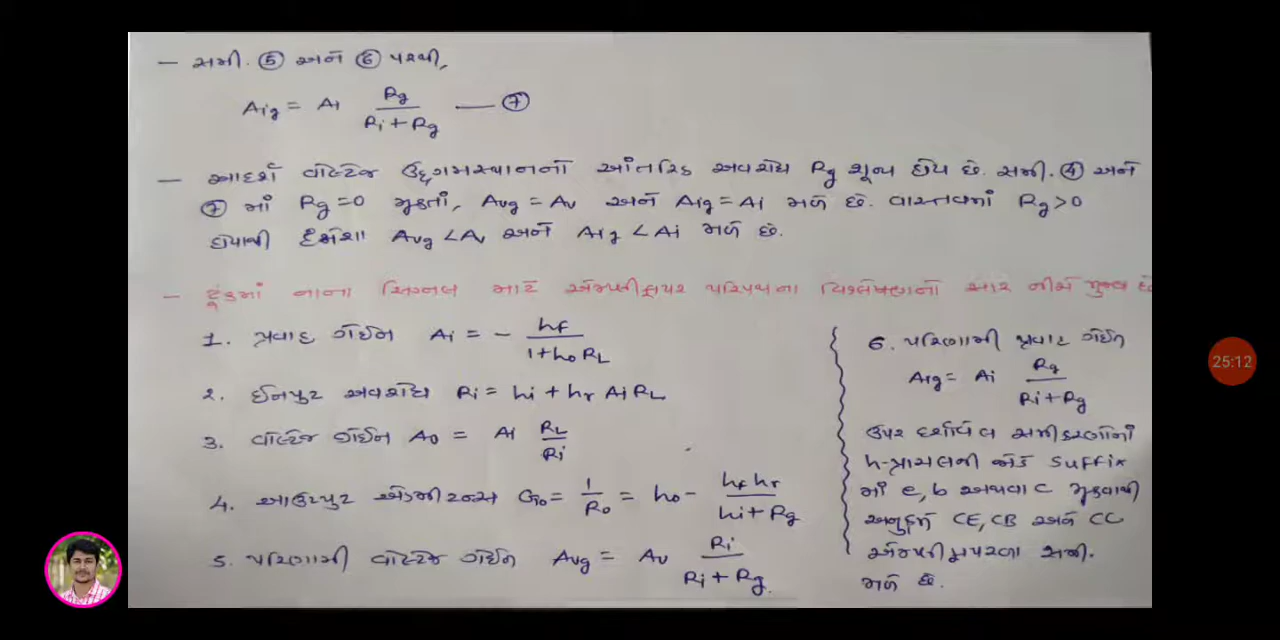 – સમી. ⑤ અને ⑥ પરથી,
Aig = Ai Rg / (Ri + Rg) — ⑦
– આદર્શ વોલ્ટેજ ઉદ્દગમસ્થાનનો આંતરિક અવરોધ Rg શૂન્ય હોય છે. સમી. ④ અને
⑦ માં Rg = 0 મૂકતાં, Avg = Av અને Aig = Ai મળે છે. વાસ્તવમાં Rg > 0
હોવાથી હંમેશા Avg < Av અને Aig < Ai મળે છે.
– ટૂંકમાં નાના સિગ્નલ માટે એમ્પ્લીફાયર પરિપથના વિશ્લેષણનો સાર નીચે મુજબ છે
1. પ્રવાહ ગેઈન Ai = - hf / (1 + ho RL)
2. ઈનપુટ અવરોધ Ri = hi + hr Ai RL
3. વોલ્ટેજ ગેઈન Av = Ai RL / Ri
4. આઉટપુટ એડમીટન્સ Go = 1 / Ro = ho - hf hr / (hi + Rg)
5. પરિણામી વોલ્ટેજ ગેઈન Avg = Av Ri / (Ri + Rg)
6. પરિણામી પ્રવાહ ગેઈન
Aig = Ai Rg / (Ri + Rg)
ઉપર દર્શાવેલ સમીકરણોનાં
h-પ્રાચલની જોડે suffix
માં e, b અથવા c મૂકવાથી
અનુક્રમે CE, CB અને CC
એમ્પ્લીફાયરના સમી.
મળે છે.
25:12